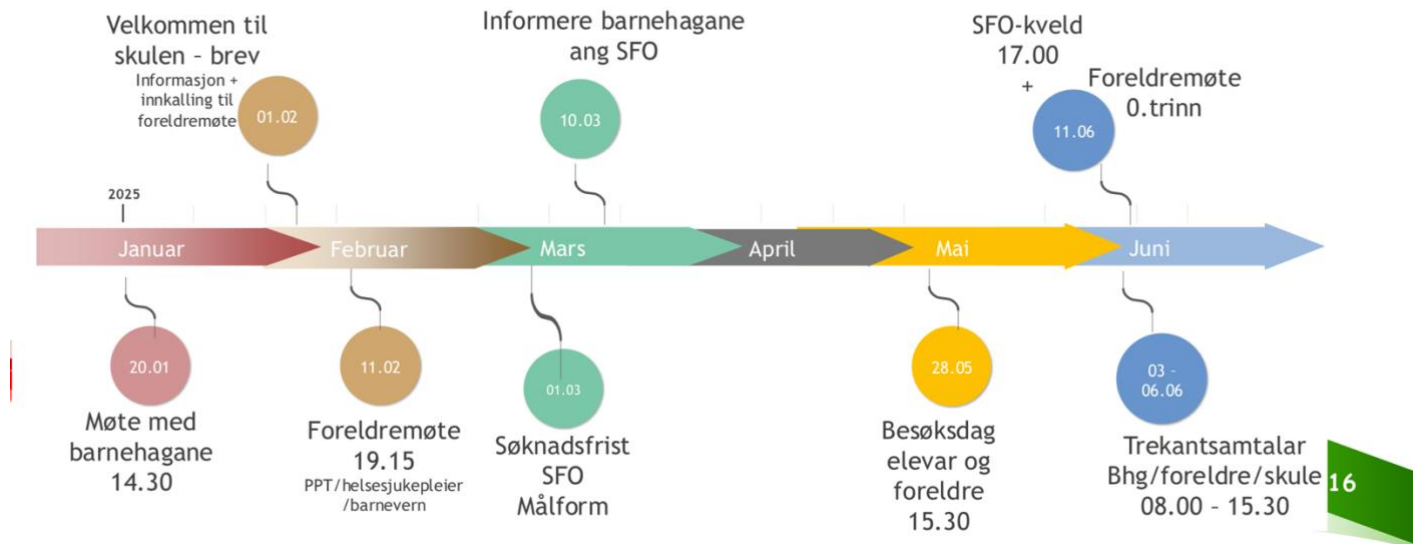 Velkommen til
skulen – brev
Informasjon +
innkalling til
foreldremøte
01.02
Informere barnehagane
ang SFO
10.03
SFO-kveld
17.00
+
Foreldremøte
0.trinn
11.06
2025
Januar
Februar
Mars
April
Mai
Juni
20.01
Møte med
barnehagane
14.30
11.02
Foreldremøte
19.15
PPT/helsesjukepleier
/barnevern
01.03
Søknadsfrist
SFO
Målform
28.05
Besøksdag
elevar og
foreldre
15.30
03 –
06.06
Trekantsamtalar
Bhg/foreldre/skule
08.00 – 15.30
16